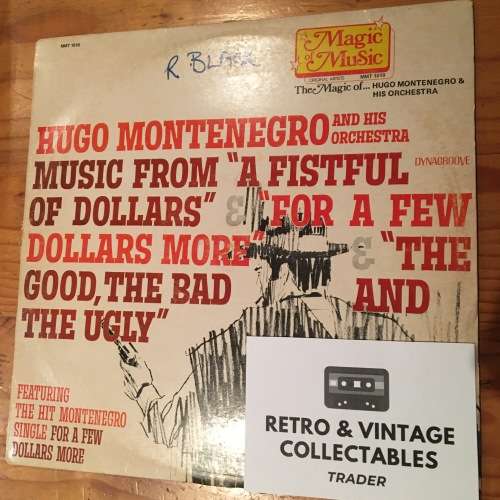 MMT 1010
R BLACK
Magic
of
Music
ORIGINAL ARTISTS MMT 1010
The Magic of... HUGO MONTENEGRO &
HIS ORCHESTRA
HUGO MONTENEGRO AND HIS
ORCHESTRA
MUSIC FROM "A FISTFUL
DYNAGROOVE
OF DOLLARS" & "FOR A FEW
DOLLARS MORE" & "THE
GOOD, THE BAD AND
THE UGLY"
FEATURING
THE HIT MONTENEGRO
SINGLE FOR A FEW
DOLLARS MORE
RETRO & VINTAGE
COLLECTABLES
TRADER